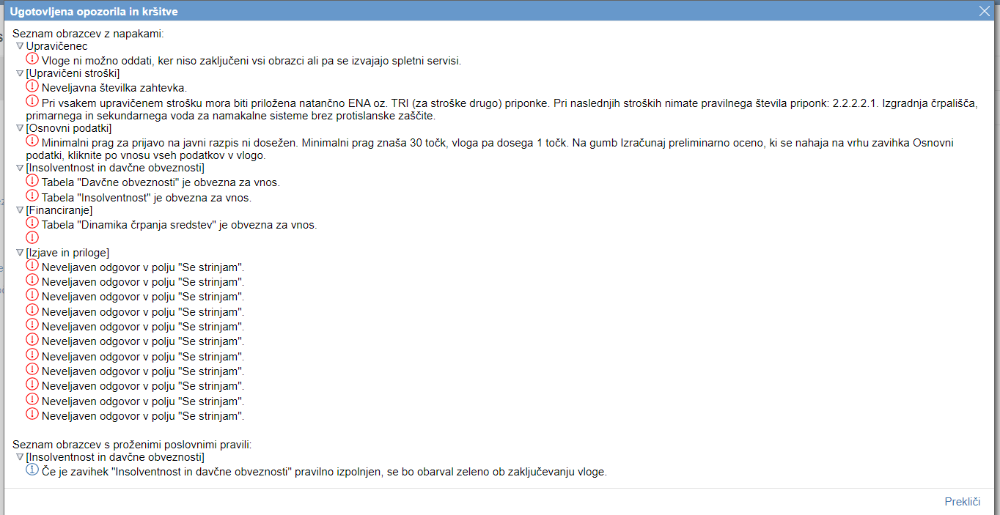 Ugotovljena opozorila in kršitve
Seznam obrazcev z napakami:
Upravičenec
Vloge ni možno oddati, ker niso zaključeni vsi obrazci ali pa se izvajajo spletni servisi.
[Upravičeni stroški]
Neveljavna številka zahtevka.
Pri vsakem upravičenem strošku mora biti priložena natančno ENA oz. TRI (za stroške drugo) priponke. Pri naslednjih stroških nimate pravilnega števila priponk: 2.2.2.2.1. Izgradnja črpališča,
primarnega in sekundarnega voda za namakalne sisteme brez protislanske zaščite.
[Osnovni podatki]
Minimalni prag za prijavo na javni razpis ni dosežen. Minimalni prag znaša 30 točk, vloga pa dosega 1 točk. Na gumb Izračunaj preliminarno oceno, ki se nahaja na vrhu zavihka Osnovni
podatki, kliknite po vnosu vseh podatkov v vlogo.
[Insolventnost in davčne obveznosti]
Tabela "Davčne obveznosti" je obvezna za vnos.
Tabela "Insolventnost" je obvezna za vnos.
[Financiranje]
Tabela "Dinamika črpanja sredstev" je obvezna za vnos.
[Izjave in priloge]
Neveljaven odgovor v polju "Se strinjam".
Neveljaven odgovor v polju "Se strinjam".
Neveljaven odgovor v polju "Se strinjam".
Neveljaven odgovor v polju "Se strinjam".
Neveljaven odgovor v polju "Se strinjam".
Neveljaven odgovor v polju "Se strinjam".
Neveljaven odgovor v polju "Se strinjam".
Neveljaven odgovor v polju "Se strinjam".
Neveljaven odgovor v polju "Se strinjam".
Neveljaven odgovor v polju "Se strinjam".
Neveljaven odgovor v polju "Se strinjam".
Seznam obrazcev s proženimi poslovnimi pravili:
[Insolventnost in davčne obveznosti]
Če je zavihek "Insolventnost in davčne obveznosti" pravilno izpolnjen, se bo obarval zeleno ob zaključevanju vloge.
Prekliči